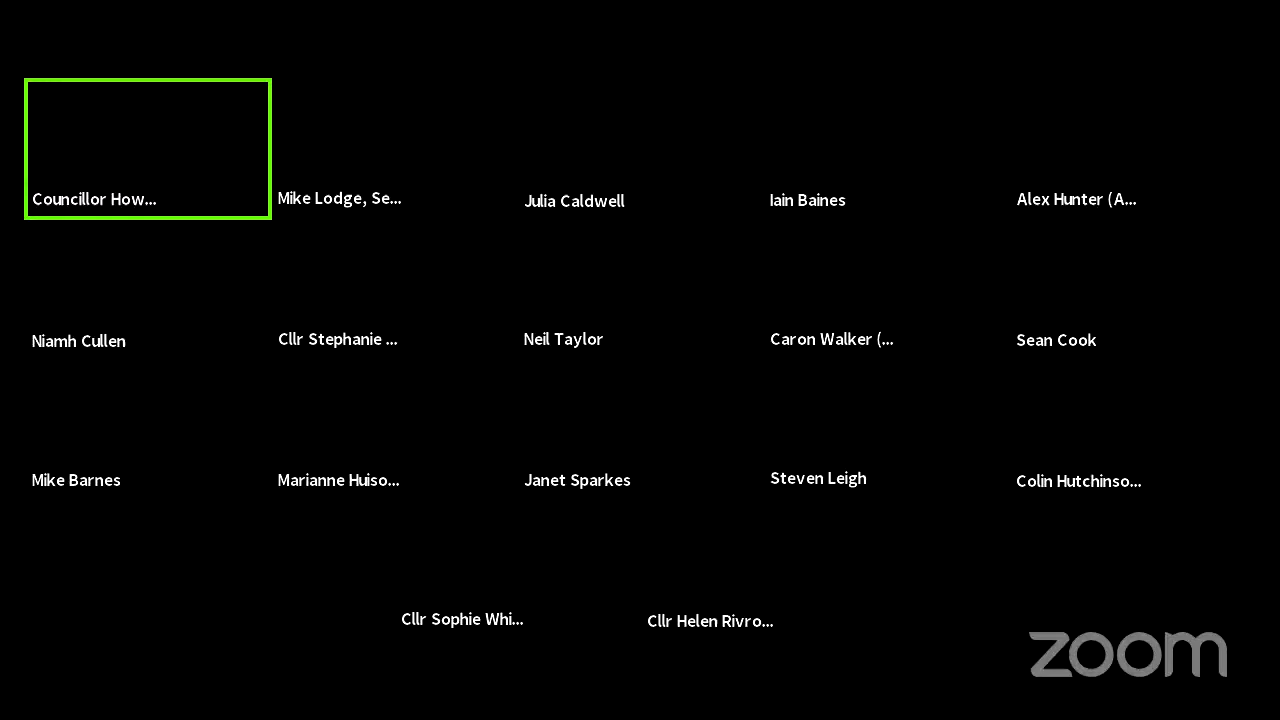 Councillor How...
Mike Lodge, Se...
Julia Caldwell
Iain Baines
Alex Hunter (A...
Niamh Cullen
Cllr Stephanie ...
Neil Taylor
Caron Walker (...
Sean Cook
Mike Barnes
Marianne Huiso...
Janet Sparkes
Steven Leigh
Colin Hutchinso...
Cllr Sophie Whi...
Cllr Helen Rivro...
zoom